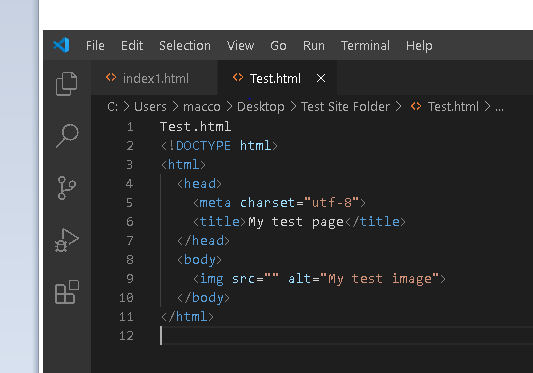 File Edit Selection View Go Run Terminal Help
<> index1.html <> Test.html ×
C: > Users > macco > Desktop > Test Site Folder > <> Test.html > ...
1 Test.html
2 <!DOCTYPE html>
3 <html>
4 <head>
5 <meta charset="utf-8">
6 <title>My test page</title>
7 </head>
8 <body>
9 <img src="" alt="My test image">
10 </body>
11 </html>
12